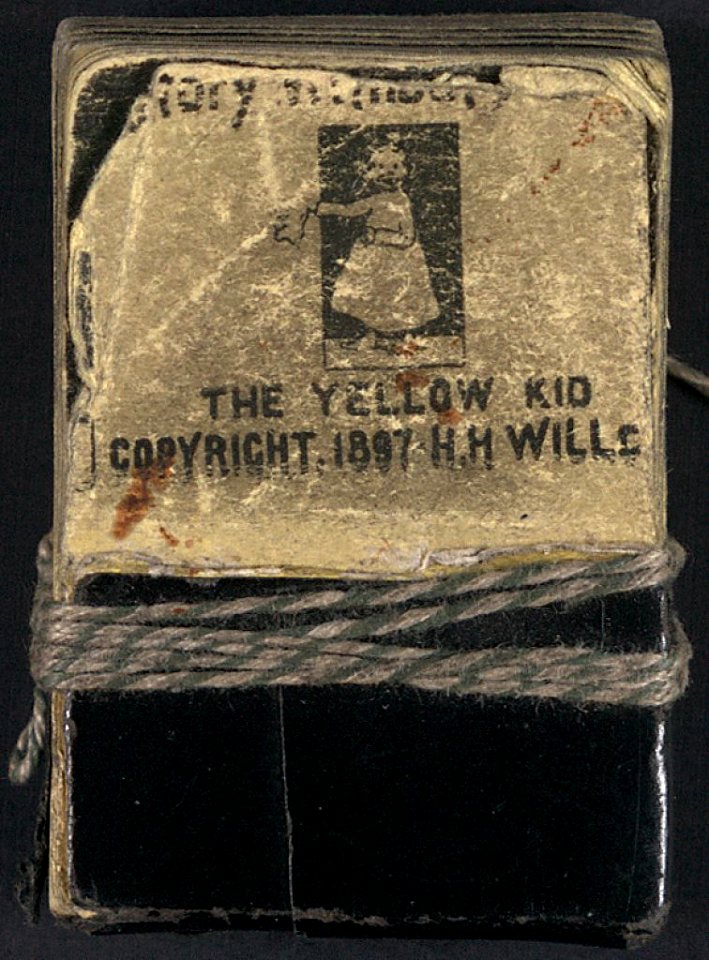 THE YELLOW KID
COPYRIGHT. 1897 H.H WILLS